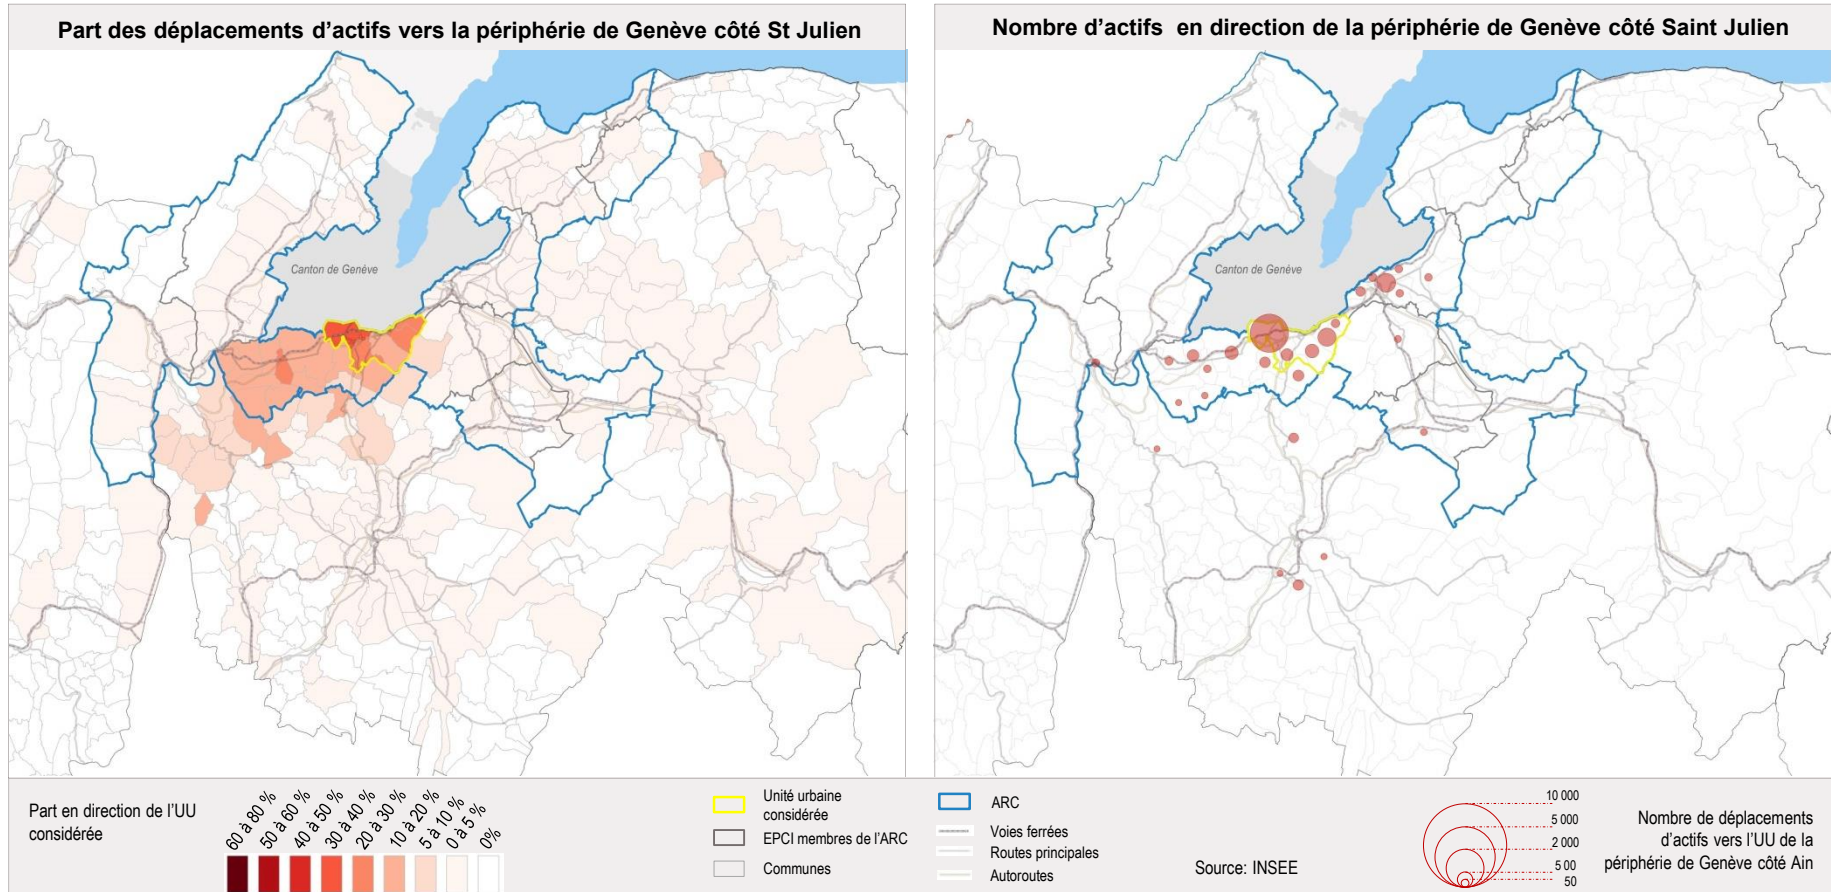 Part des déplacements d'actifs vers la périphérie de Genève côté St Julien
Nombre d'actifs en direction de la périphérie de Genève côté Saint Julien
Canton de Genève
Canton de Genève
Part en direction de l'UU
considérée
60 à 80 %
50 à 60 %
40 à 50 %
30 à 40 %
20 à 30 %
10 à 20 %
5 à 10 %
0 à 5 %
0%
Unité urbaine
considérée
EPCI membres de l'ARC
Communes
ARC
Voies ferrées
Routes principales
Autoroutes
Source: INSEE
10 000
5 000
2 000
5 00
50
Nombre de déplacements
d'actifs vers l'UU de la
périphérie de Genève côté Ain